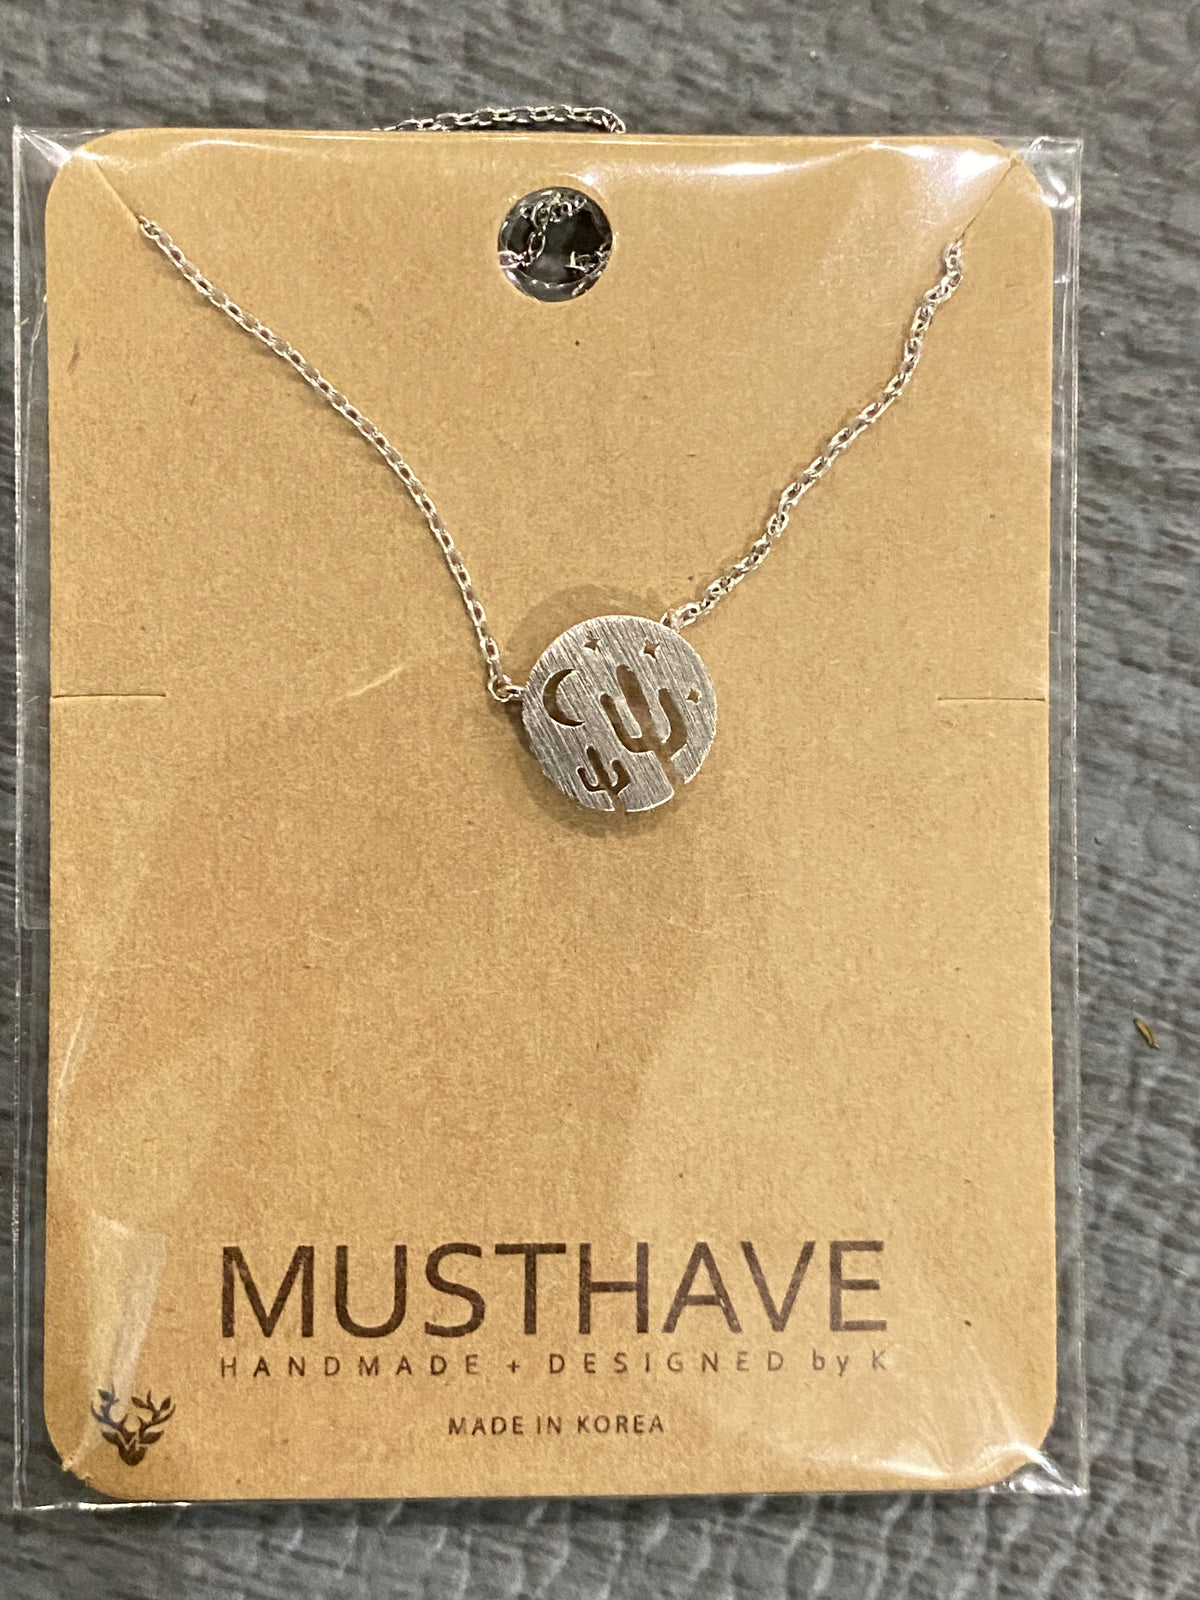 MUSTHAVE
HANDMADE + DESIGNED by K
MADE IN KOREA